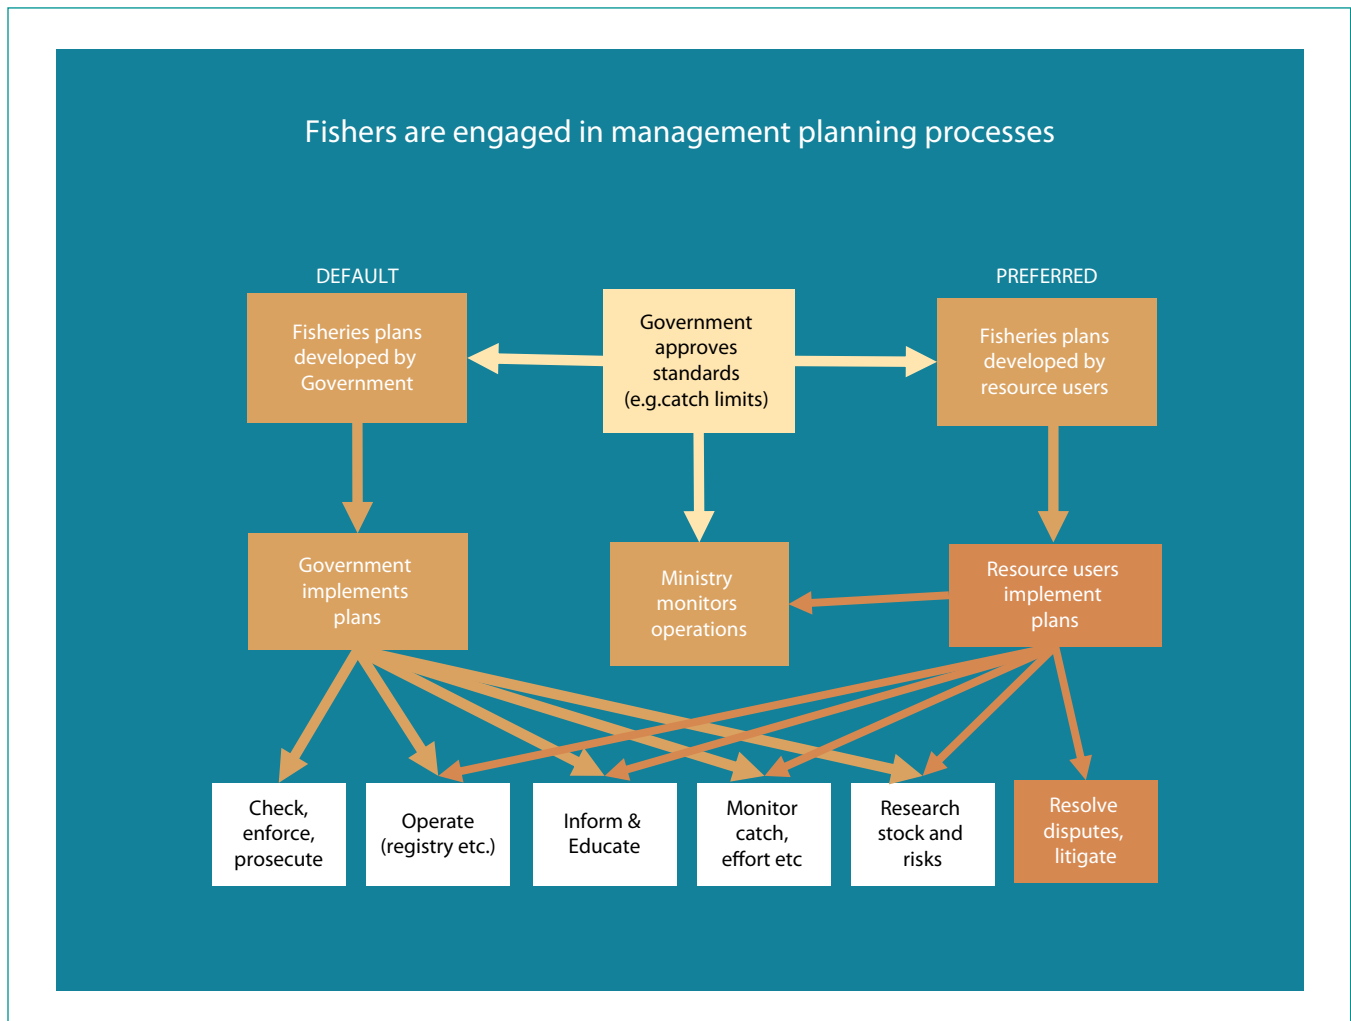 Fishers are engaged in management planning processes
DEFAULT
PREFERRED
Fisheries plans
developed by
Government
Government
approves
standards
(e.g.catch limits)
Fisheries plans
developed by
resource users
Government
implements
plans
Ministry
monitors
operations
Resource users
implement
plans
Check,
enforce,
prosecute
Operate
(registry etc.)
Inform &
Educate
Monitor
catch,
effort etc
Research
stock and
risks
Resolve
disputes,
litigate